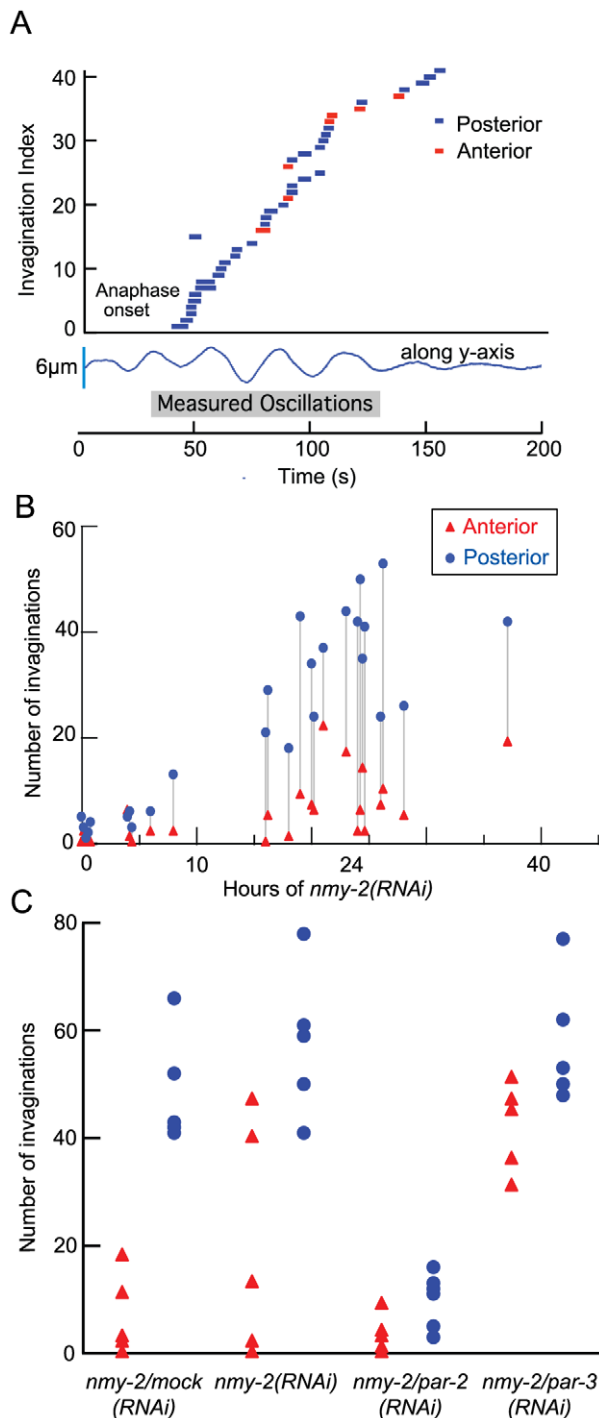 A
40
30
20
10
0
Invagination Index
Posterior
Anterior
Anaphase
onset
6μm
along y-axis
Measured Oscillations
0 50 100 150 200
Time (s)
B
60
40
20
0
Number of invaginations
Anterior
Posterior
0 10 24 40
Hours of nmy-2(RNAi)
C
80
60
40
20
0
Number of invaginations
nmy-2/mock
(RNAi)
nmy-2(RNAi)
nmy-2/par-2
(RNAi)
nmy-2/par-3
(RNAi)